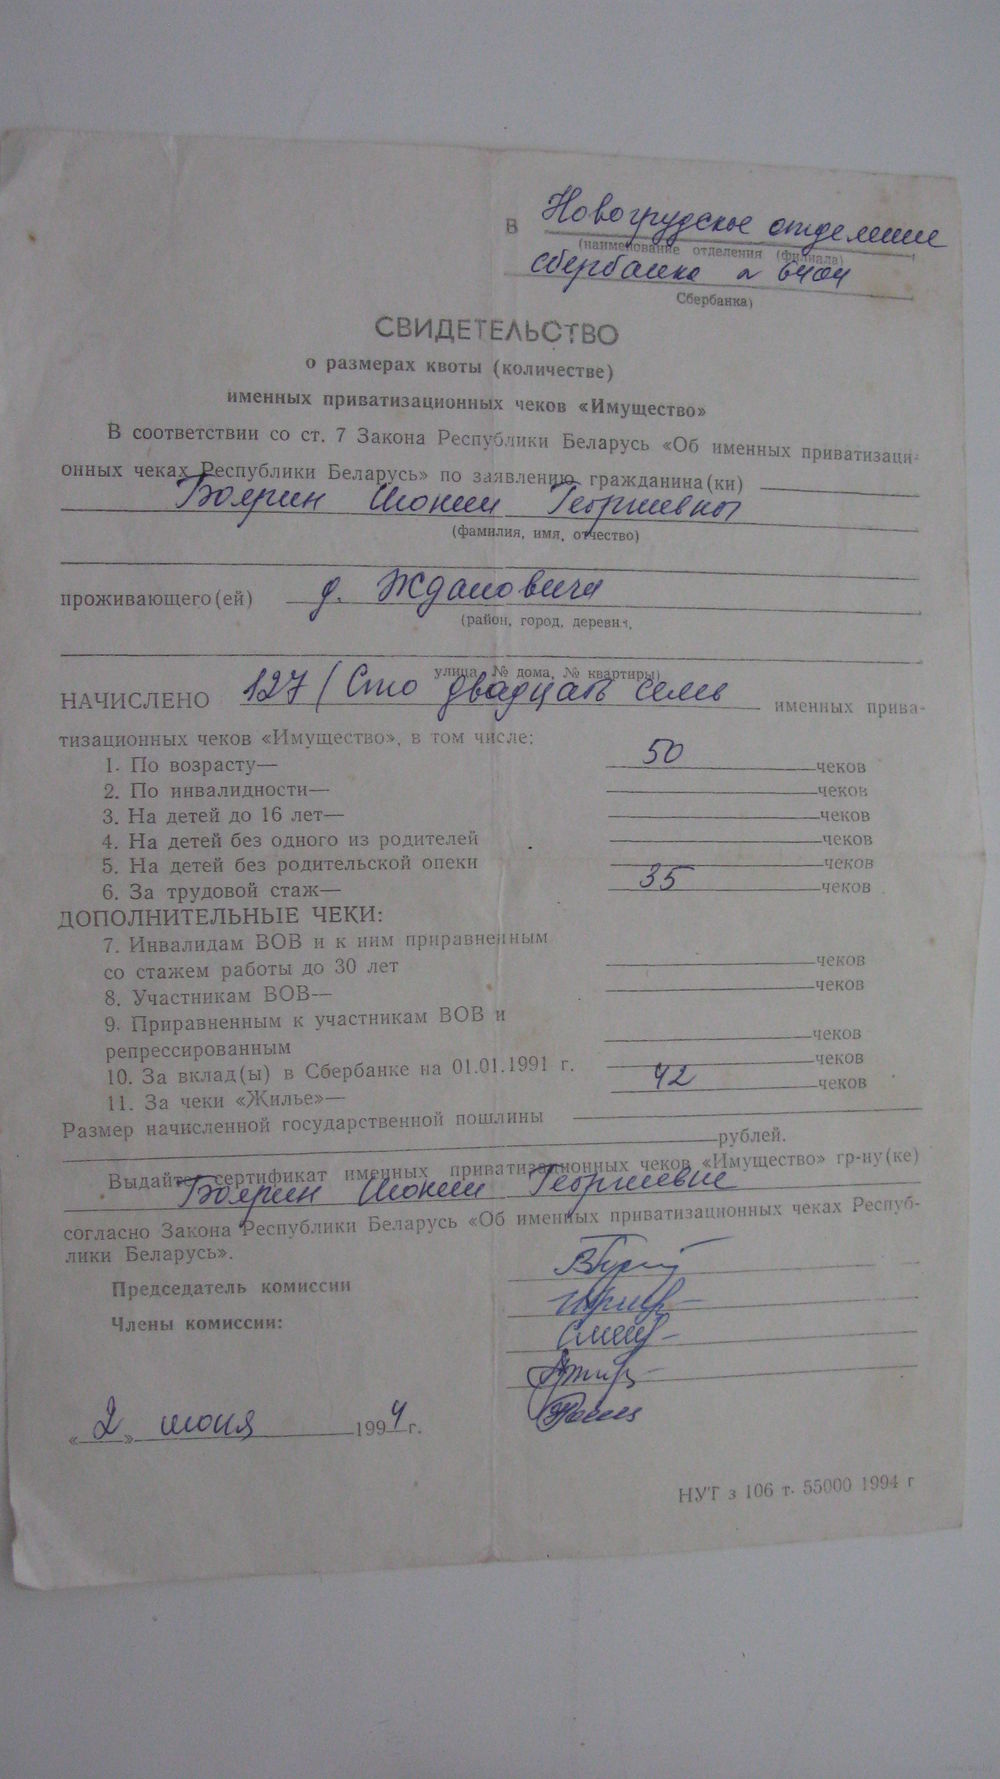 В Новогрудское отделение
(наименование отделения (филиала)
сбербанка № 6404
Сбербанка)
СВИДЕТЕЛЬСТВО
о размерах квоты (количестве)
именных приватизационных чеков «Имущество»
В соответствии со ст. 7 Закона Республики Беларусь «Об именных приватизаци-
онных чеках Республики Беларусь» по заявлению гражданина(ки)
Боярин Георгиевны
(фамилия, имя, отчество)
проживающего(ей) д. Ждановичи
(район, город, деревня,
улица, № дома, № квартиры)
НАЧИСЛЕНО 127 (Сто двадцать семь именных прива-
тизационных чеков «Имущество», в том числе:
1. По возрасту— 50 чеков
2. По инвалидности— чеков
3. На детей до 16 лет— чеков
4. На детей без одного из родителей чеков
5. На детей без родительской опеки чеков
6. За трудовой стаж— 35 чеков
ДОПОЛНИТЕЛЬНЫЕ ЧЕКИ:
7. Инвалидам ВОВ и к ним приравненным
со стажем работы до 30 лет чеков
8. Участникам ВОВ— чеков
9. Приравненным к участникам ВОВ и
репрессированным чеков
10. За вклад(ы) в Сбербанке на 01.01.1991 г. чеков
11. За чеки «Жилье»— 42 чеков
Размер начисленной государственной пошлины
рублей.
Выдайте сертификат именных приватизационных чеков «Имущество» гр-ну(ке)
Боярин Георгиевне
согласно Закона Республики Беларусь «Об именных приватизационных чеках Респуб-
лики Беларусь».
Председатель комиссии
Члены комиссии:
«2» июня 1994 г.
НУТ з 106 т. 55000 1994 г